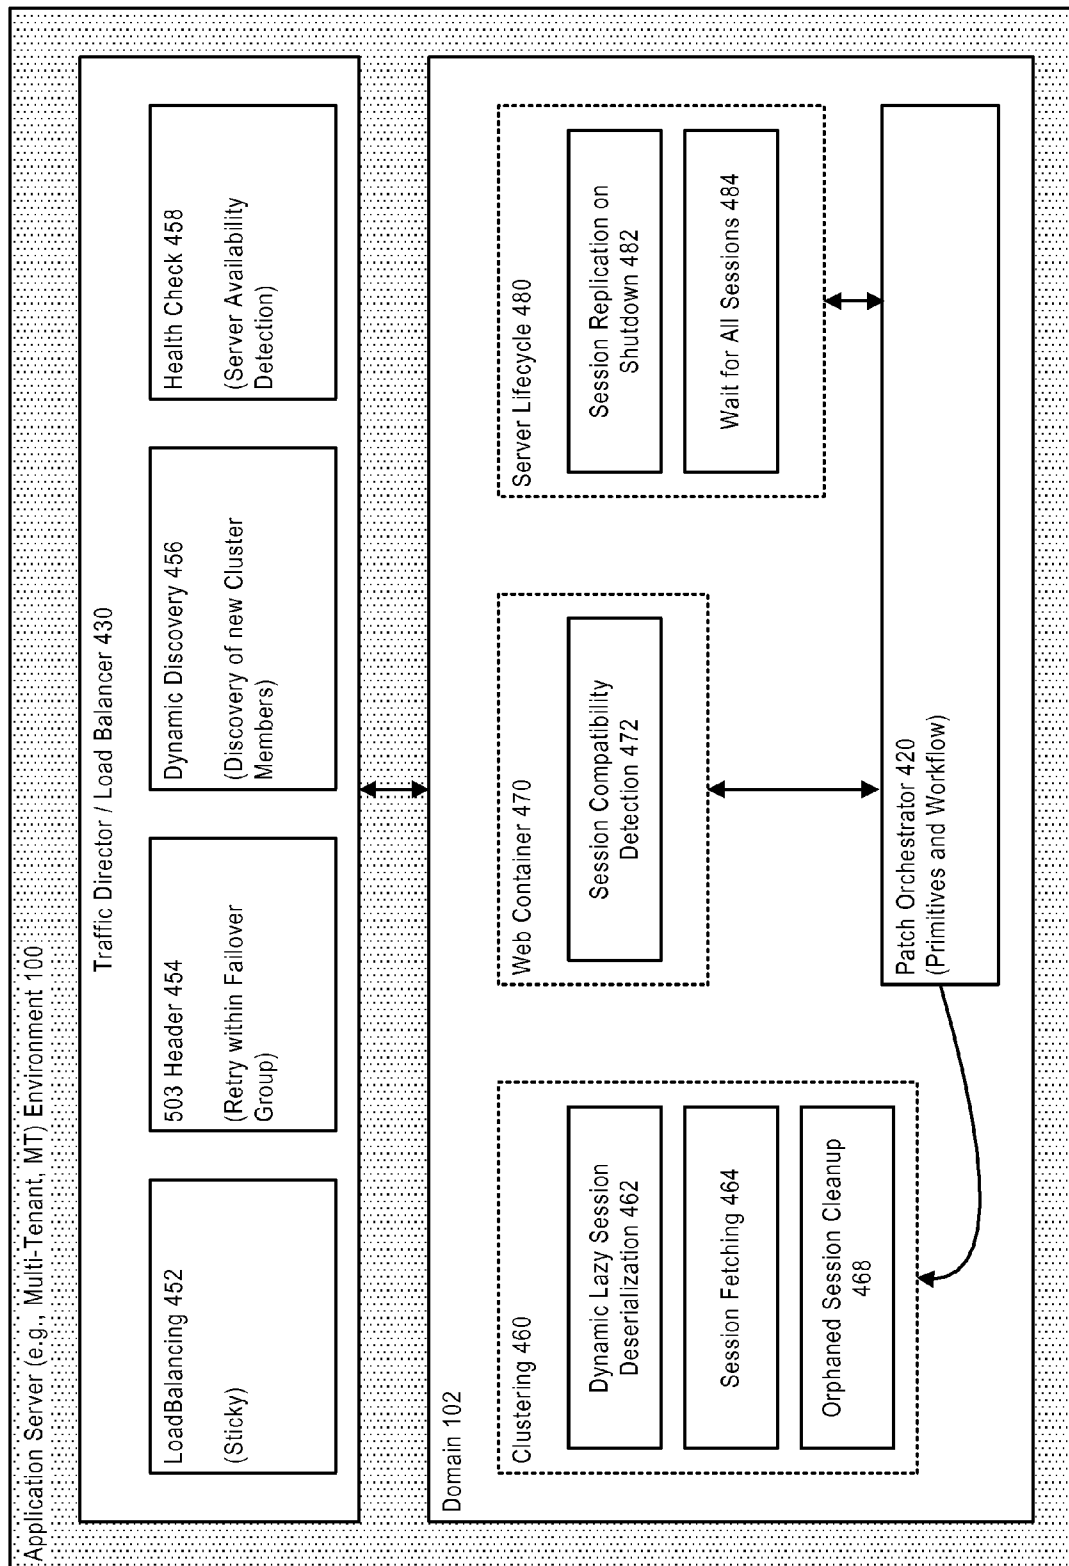 Application Server (e.g., Multi-Tenant, MT) Environment 100
Traffic Director / Load Balancer 430
LoadBalancing 452
(Sticky)
503 Header 454
(Retry within Failover
Group)
Dynamic Discovery 456
(Discovery of new Cluster
Members)
Health Check 458
(Server Availability
Detection)
Domain 102
Clustering 460
Dynamic Lazy Session
Deserialization 462
Session Fetching 464
Orphaned Session Cleanup
468
Web Container 470
Session Compatibility
Detection 472
Server Lifecycle 480
Session Replication on
Shutdown 482
Wait for All Sessions 484
Patch Orchestrator 420
(Primitives and Workflow)